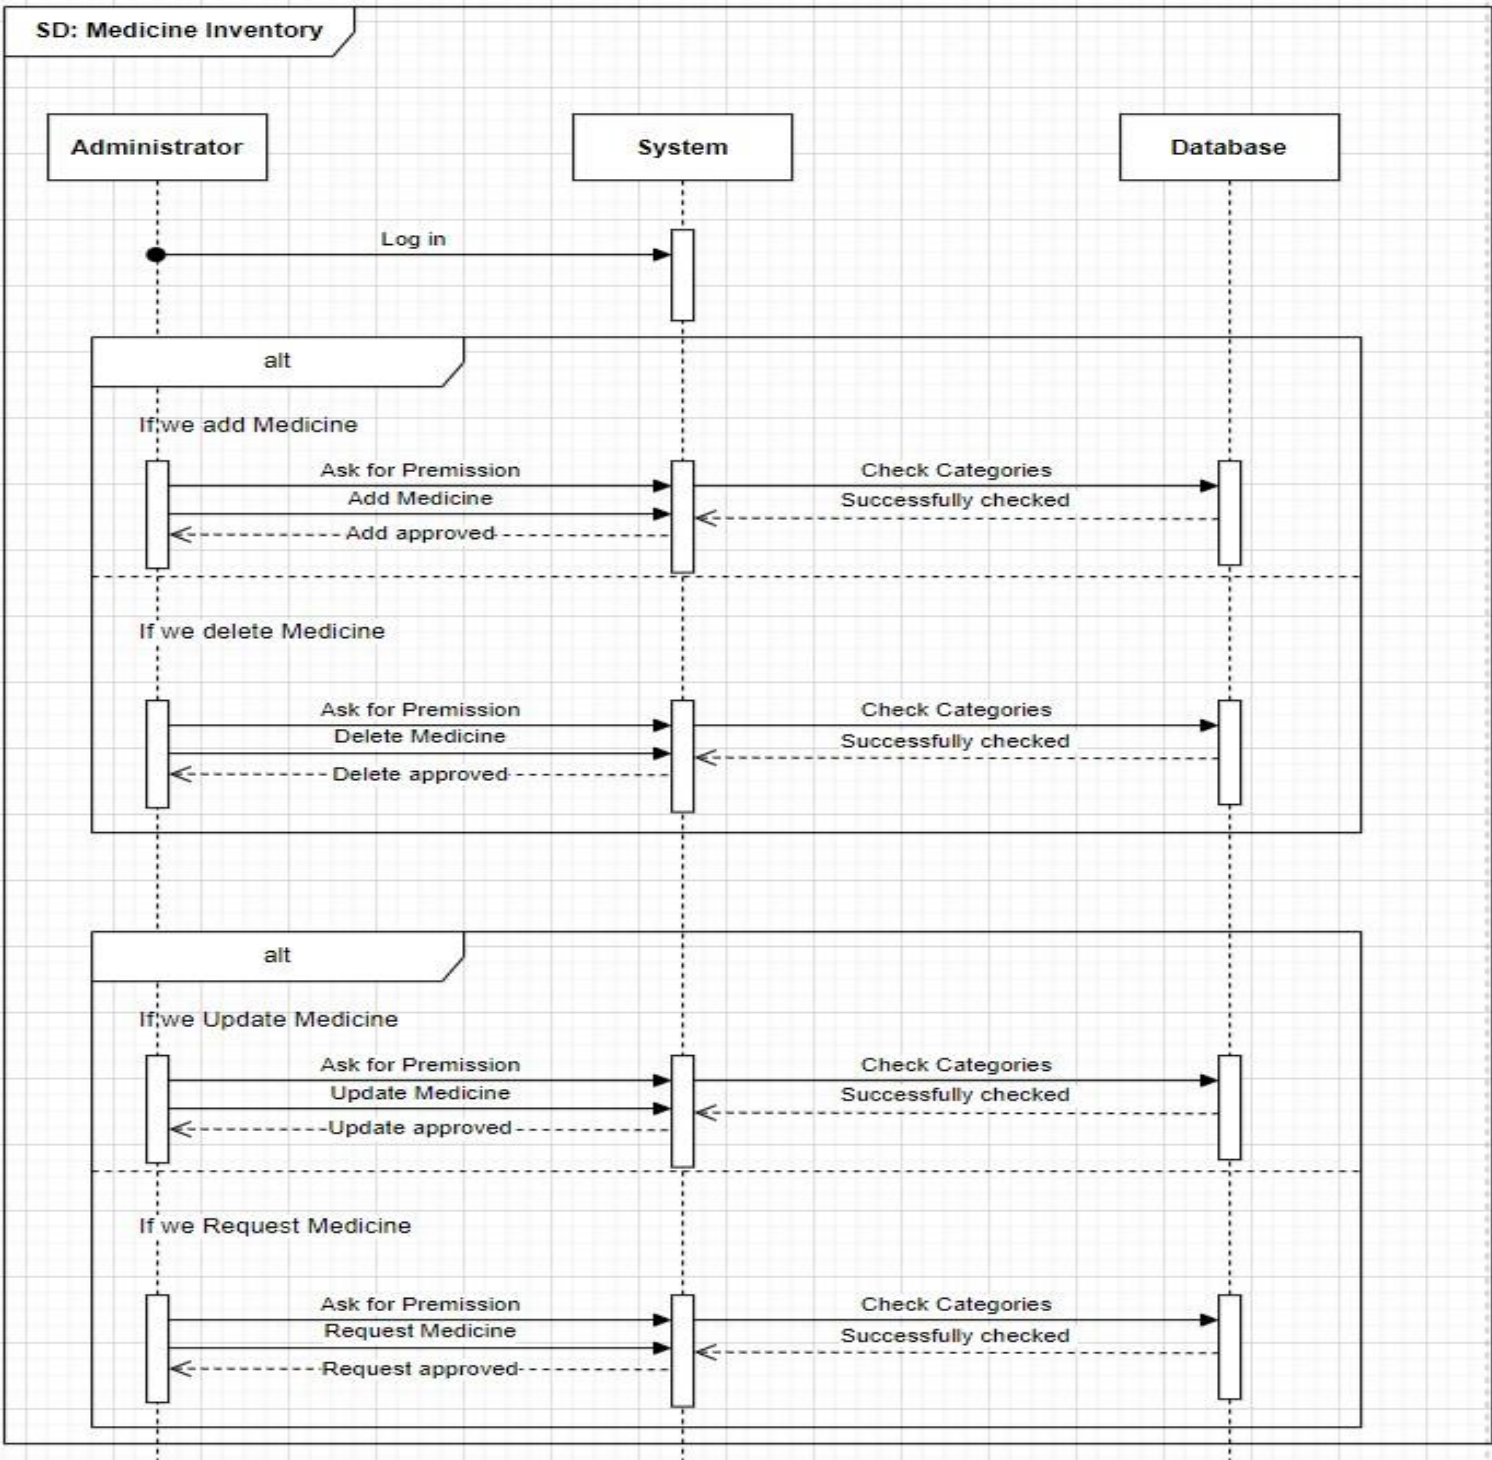 SD: Medicine Inventory
Administrator
System
Database
Log in
alt
If we add Medicine
Ask for Premission
Check Categories
Add Medicine
Successfully checked
Add approved
If we delete Medicine
Ask for Premission
Check Categories
Delete Medicine
Successfully checked
Delete approved
alt
If we Update Medicine
Ask for Premission
Check Categories
Update Medicine
Successfully checked
Update approved
If we Request Medicine
Ask for Premission
Check Categories
Request Medicine
Successfully checked
Request approved